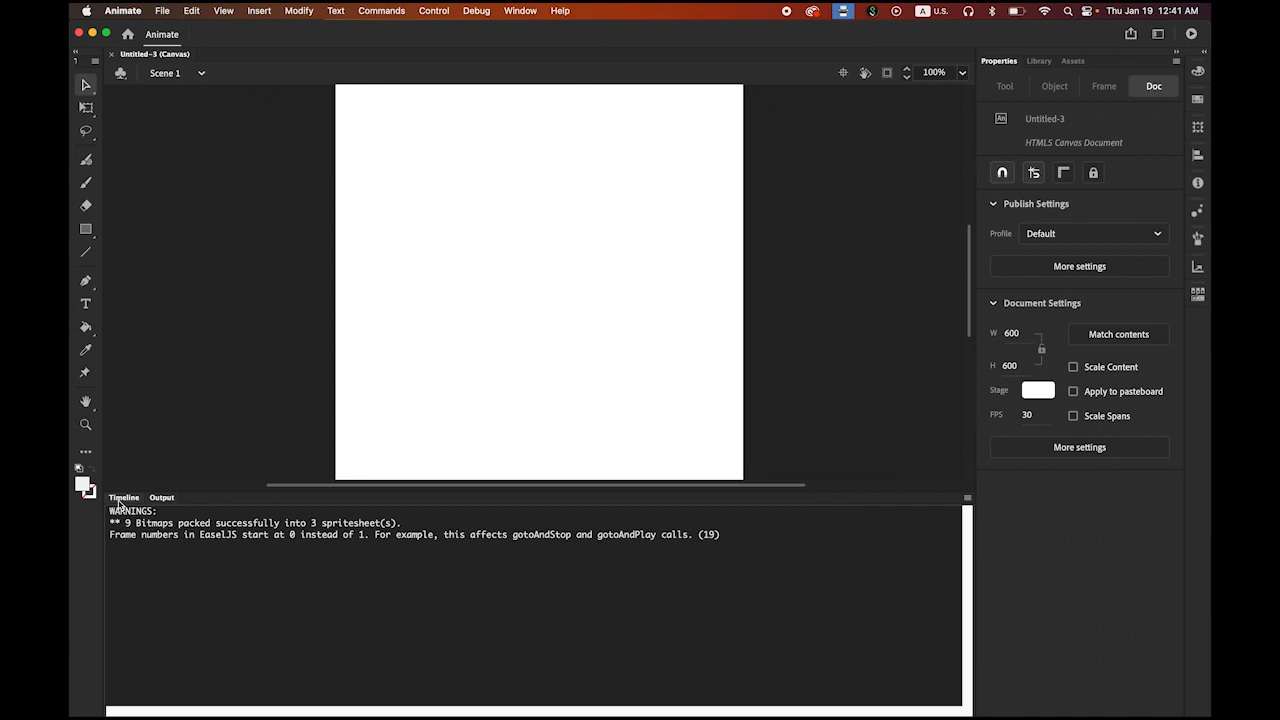 Animate File Edit View Insert Modify Text Commands Control Debug Window Help A U.S. Thu Jan 19 12:41 AM
Animate
× Untitled-3 (Canvas)
Scene 1
100%
Properties Library Assets
Tool Object Frame Doc
An Untitled-3
HTML5 Canvas Document
Publish Settings
Profile Default
More settings
Document Settings
W 600
Match contents
H 600
Scale Content
Stage
Apply to pasteboard
FPS 30
Scale Spans
More settings
T
Timeline Output
WARNINGS:
** 9 Bitmaps packed successfully into 3 spritesheet(s).
Frame numbers in EaselJS start at 0 instead of 1. For example, this affects gotoAndStop and gotoAndPlay calls. (19)